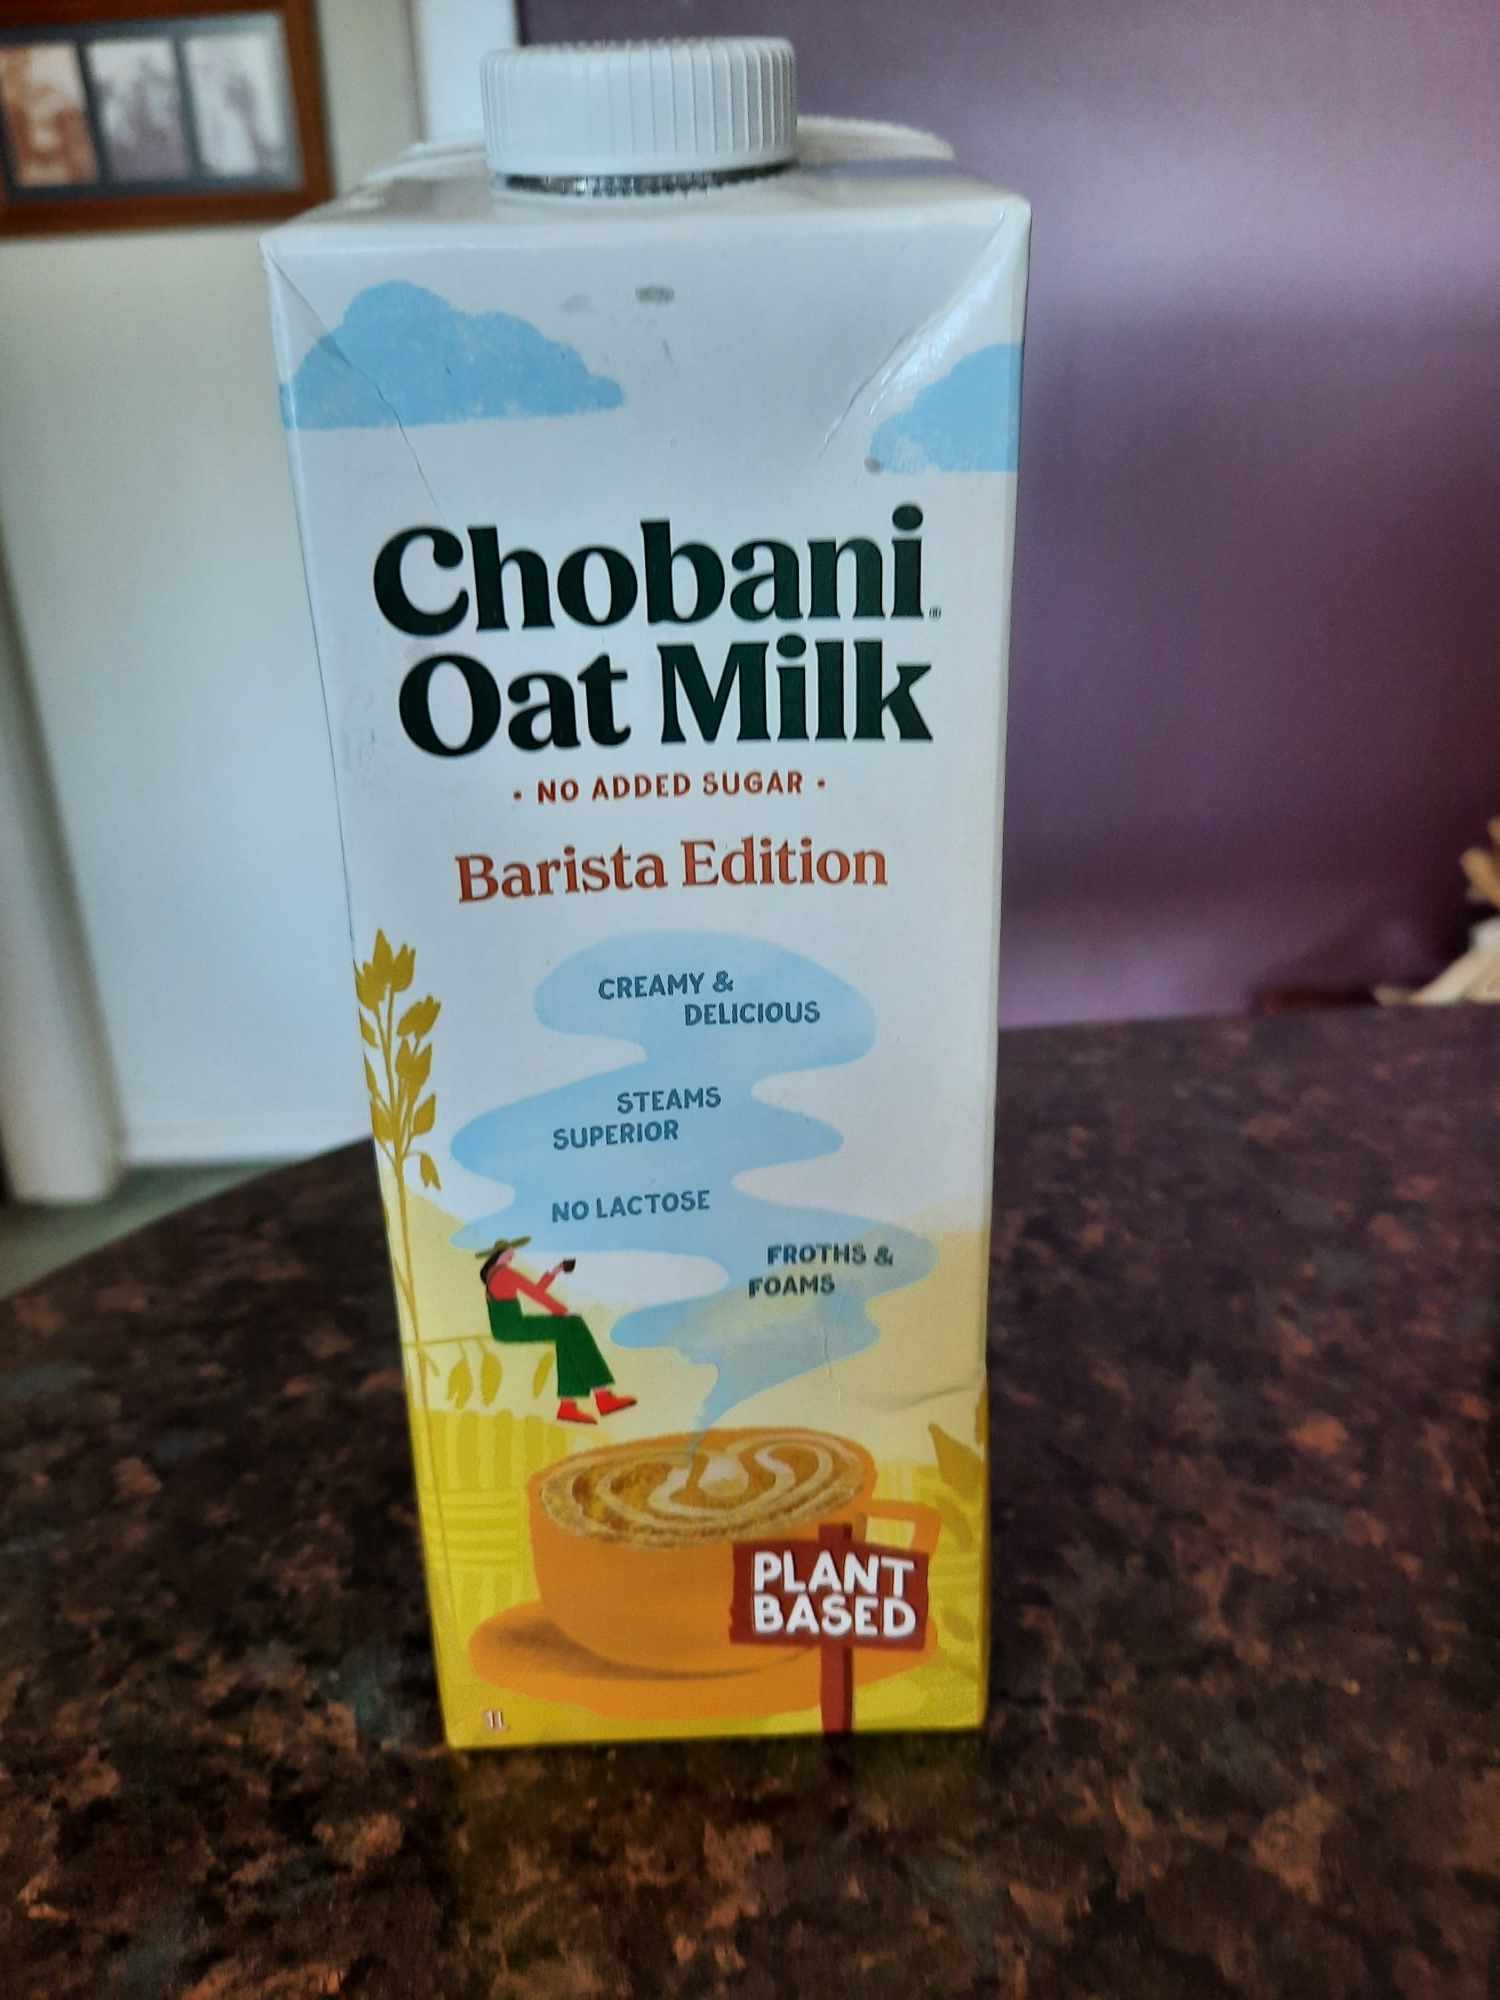 Chobani®
Oat Milk
• NO ADDED SUGAR •
Barista Edition
CREAMY &
DELICIOUS
STEAMS
SUPERIOR
NO LACTOSE
FROTHS &
FOAMS
PLANT
BASED
1L